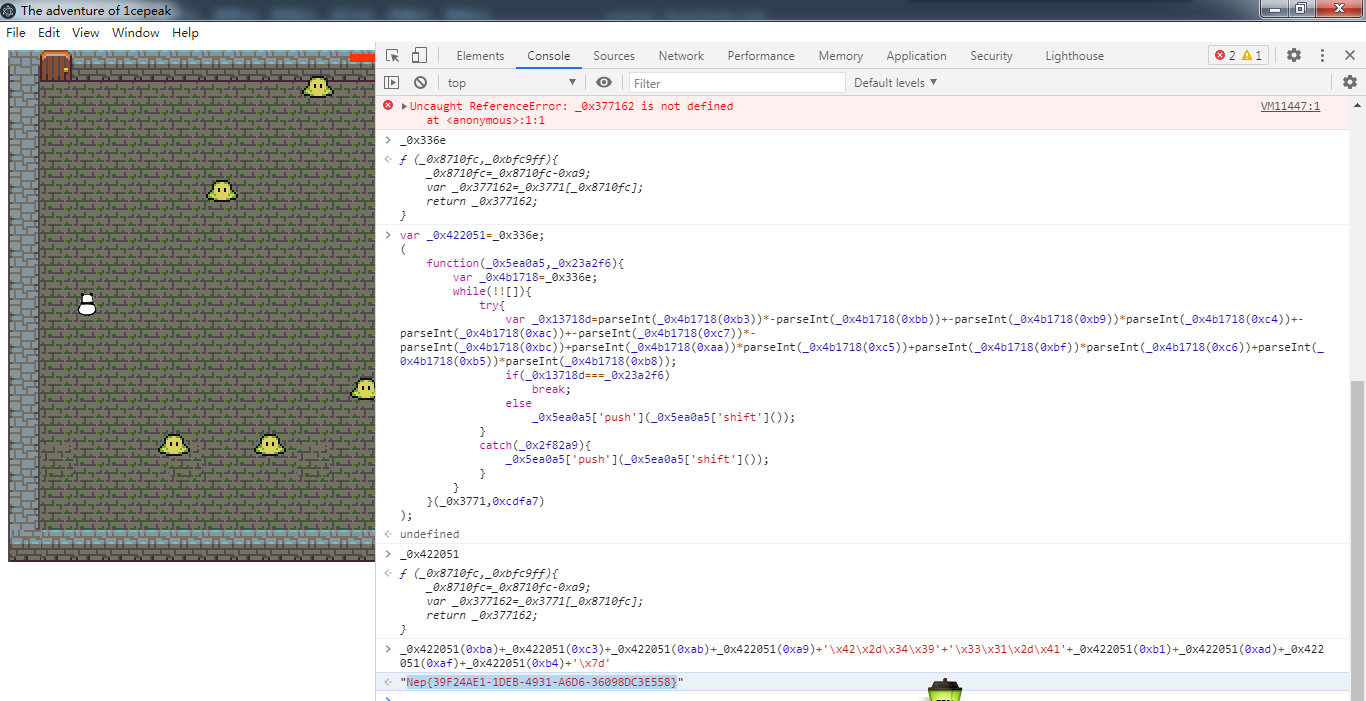 The adventure of 1cepeak
File Edit View Window Help
Elements Console Sources Network Performance Memory Application Security Lighthouse 2 1
top Filter Default levels
Uncaught ReferenceError: _0x377162 is not defined VM11447:1
at <anonymous>:1:1
_0x336e
ƒ (_0x8710fc,_0xbfc9ff){
_0x8710fc=_0x8710fc-0xa9;
var _0x377162=_0x3771[_0x8710fc];
return _0x377162;
}
var _0x422051=_0x336e;
(
function(_0x5ea0a5,_0x23a2f6){
var _0x4b1718=_0x336e;
while(!![]){
try{
var _0x13718d=parseInt(_0x4b1718(0xb3))*-parseInt(_0x4b1718(0xbb))+-parseInt(_0x4b1718(0xb9))*parseInt(_0x4b1718(0xc4))+-
parseInt(_0x4b1718(0xac))+-parseInt(_0x4b1718(0xc7))*-
parseInt(_0x4b1718(0xbc))+parseInt(_0x4b1718(0xaa))*parseInt(_0x4b1718(0xc5))+parseInt(_0x4b1718(0xbf))*parseInt(_0x4b1718(0xc6))+parseInt(_
0x4b1718(0xb5))*parseInt(_0x4b1718(0xb8));
if(_0x13718d===_0x23a2f6)
break;
else
_0x5ea0a5['push'](_0x5ea0a5['shift']());
}
catch(_0x2f82a9){
_0x5ea0a5['push'](_0x5ea0a5['shift']());
}
}
}(_0x3771,0xcdfa7)
);
undefined
_0x422051
ƒ (_0x8710fc,_0xbfc9ff){
_0x8710fc=_0x8710fc-0xa9;
var _0x377162=_0x3771[_0x8710fc];
return _0x377162;
}
_0x422051(0xba)+_0x422051(0xc3)+_0x422051(0xab)+_0x422051(0xa9)+'\x42\x2d\x34\x39'+'\x33\x31\x2d\x41'+_0x422051(0xb1)+_0x422051(0xad)+_0x422
051(0xaf)+_0x422051(0xb4)+'\x7d'
"Nep{39F24AE1-1DEB-4931-A6D6-36098DC3E558}"